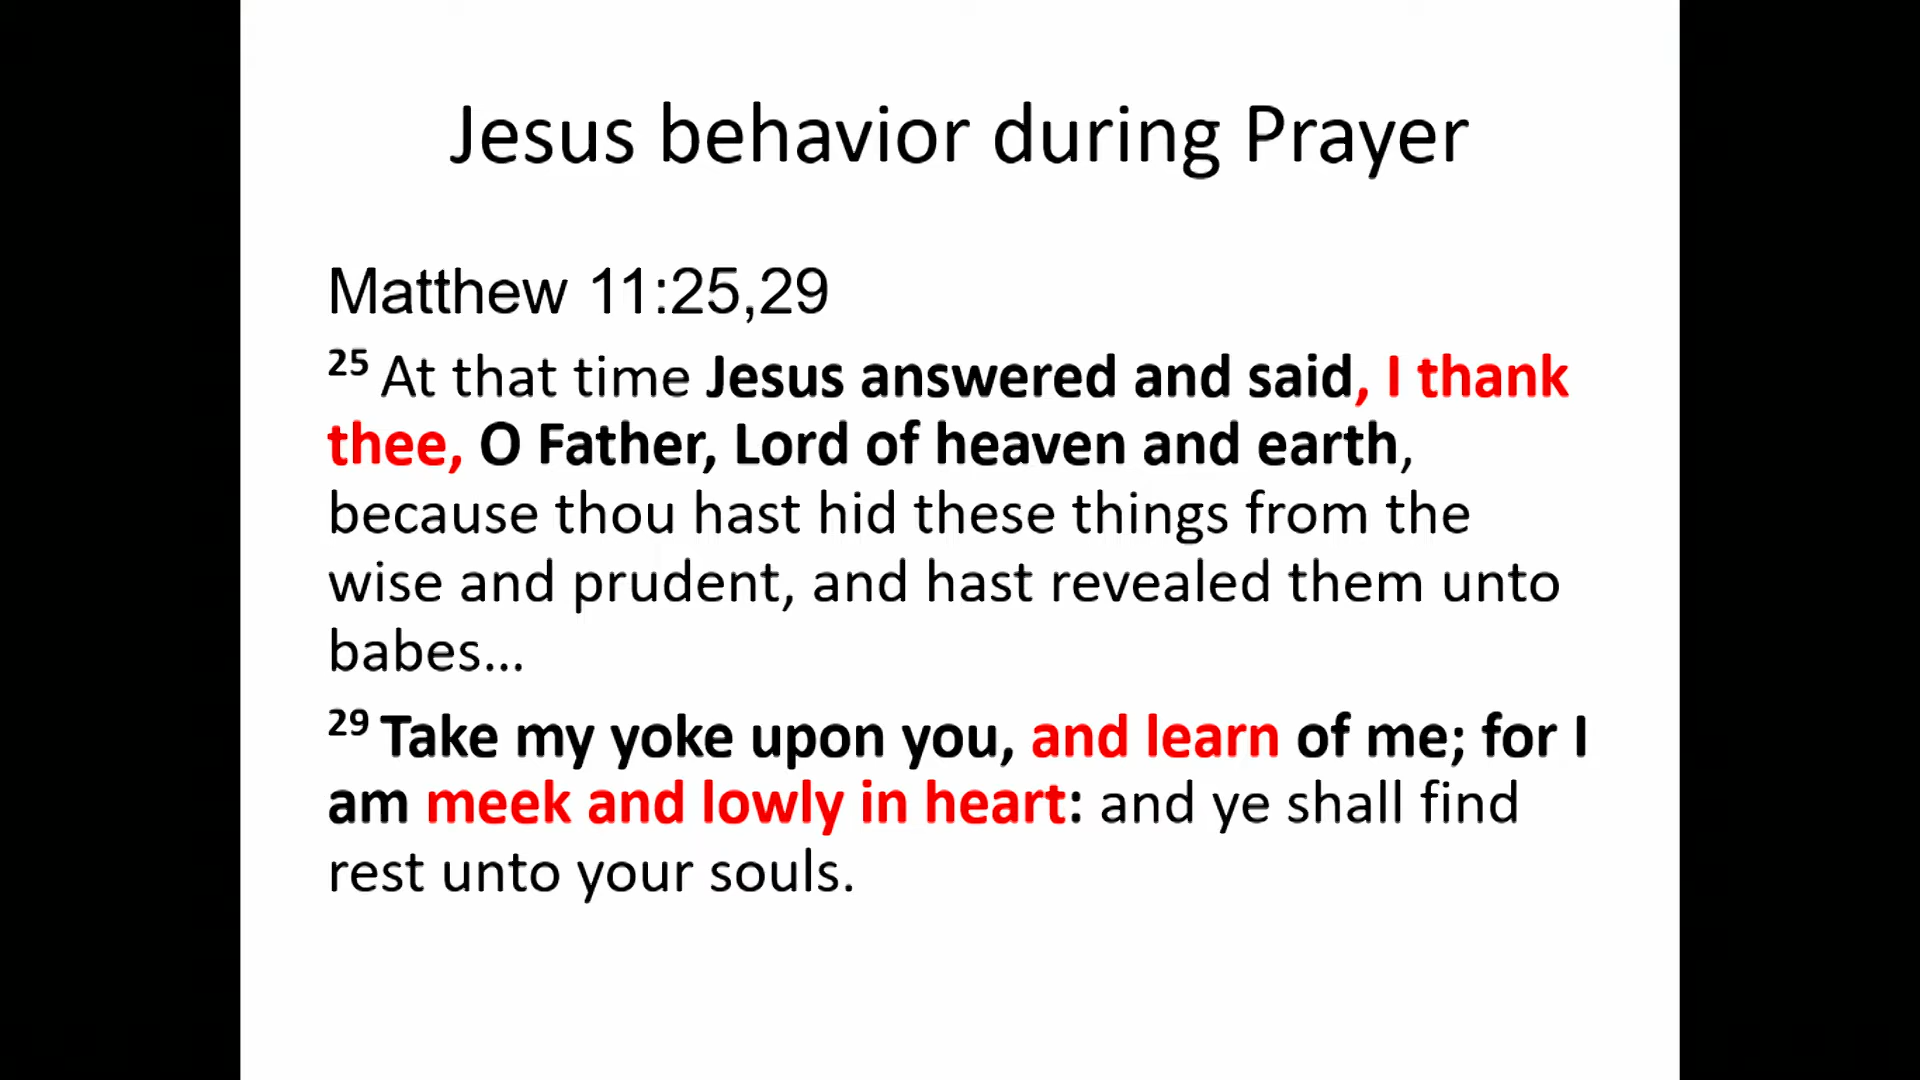 Jesus behavior during Prayer
Matthew 11:25,29
25 At that time Jesus answered and said, I thank
thee, O Father, Lord of heaven and earth,
because thou hast hid these things from the
wise and prudent, and hast revealed them unto
babes...
29 Take my yoke upon you, and learn of me; for I
am meek and lowly in heart: and ye shall find
rest unto your souls.